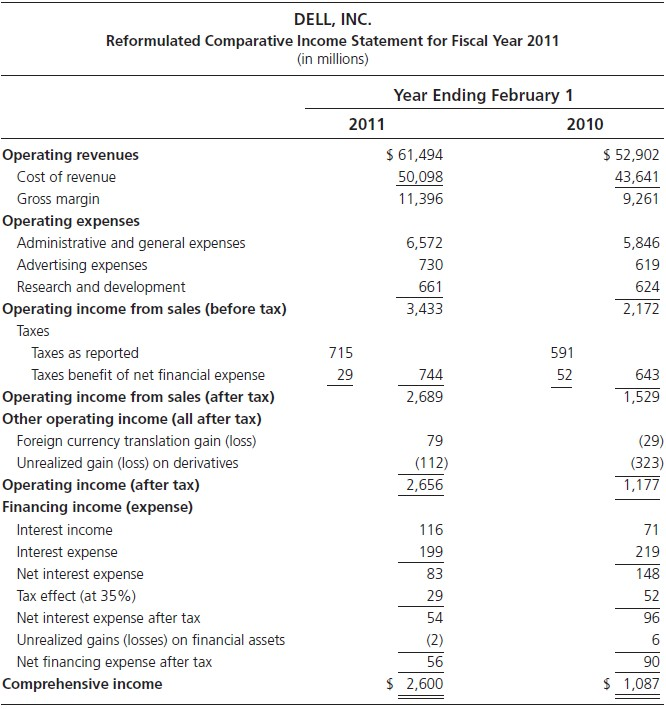 DELL, INC.
Reformulated Comparative Income Statement for Fiscal Year 2011
(in millions)
Year Ending February 1
2011 2010
Operating revenues $ 61,494 $ 52,902
Cost of revenue 50,098 43,641
Gross margin 11,396 9,261
Operating expenses
Administrative and general expenses 6,572 5,846
Advertising expenses 730 619
Research and development 661 624
Operating income from sales (before tax) 3,433 2,172
Taxes
Taxes as reported 715 591
Taxes benefit of net financial expense 29 744 52 643
Operating income from sales (after tax) 2,689 1,529
Other operating income (all after tax)
Foreign currency translation gain (loss) 79 (29)
Unrealized gain (loss) on derivatives (112) (323)
Operating income (after tax) 2,656 1,177
Financing income (expense)
Interest income 116 71
Interest expense 199 219
Net interest expense 83 148
Tax effect (at 35%) 29 52
Net interest expense after tax 54 96
Unrealized gains (losses) on financial assets (2) 6
Net financing expense after tax 56 90
Comprehensive income $ 2,600 $ 1,087